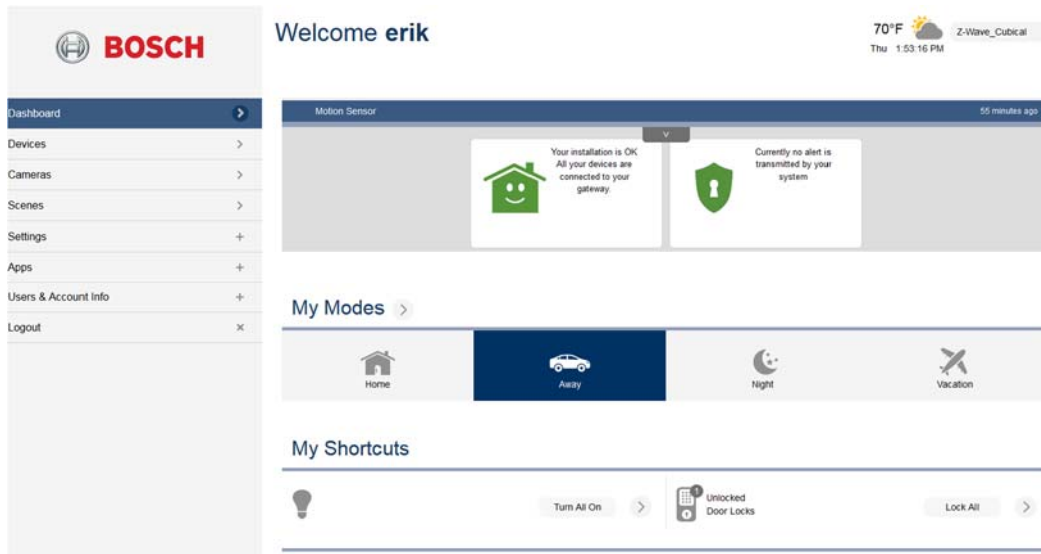 BOSCH
Welcome erik
70°F
Z-Wave_Cubical
Thu 1:53:16 PM
Dashboard
Devices
Cameras
Scenes
Settings
Apps
Users & Account Info
Logout
Motion Sensor
55 minutes ago
Your installation is OK
All your devices are
connected to your
gateway.
Currently no alert is
transmitted by your
system
My Modes
Home
Away
Night
Vacation
My Shortcuts
Turn All On
1
Unlocked
Door Locks
Lock All